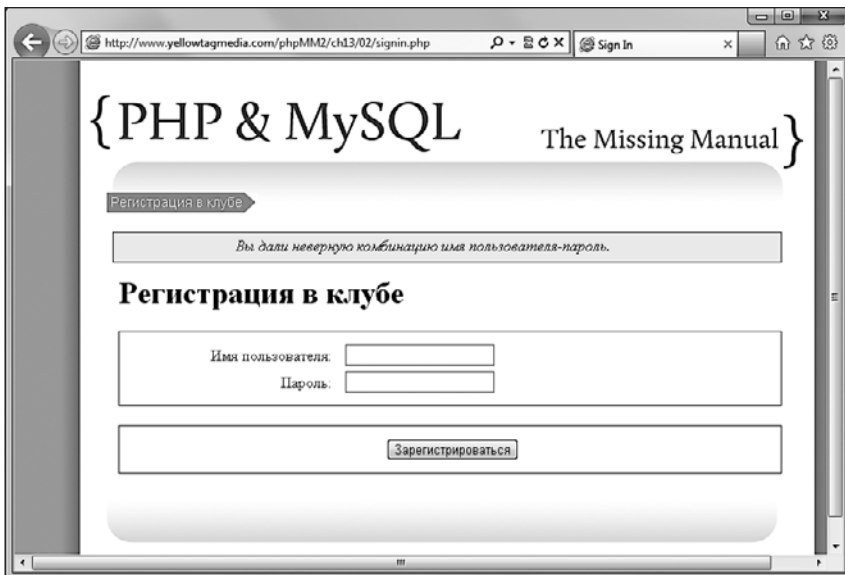 http://www.yellowtagmedia.com/phpMM2/ch13/02/signin.php
Sign In
{PHP & MySQL
The Missing Manual}
Регистрация в клубе
Вы дали неверную комбинацию имя пользователя-пароль.
Регистрация в клубе
Имя пользователя:
Пароль:
Зарегистрироваться